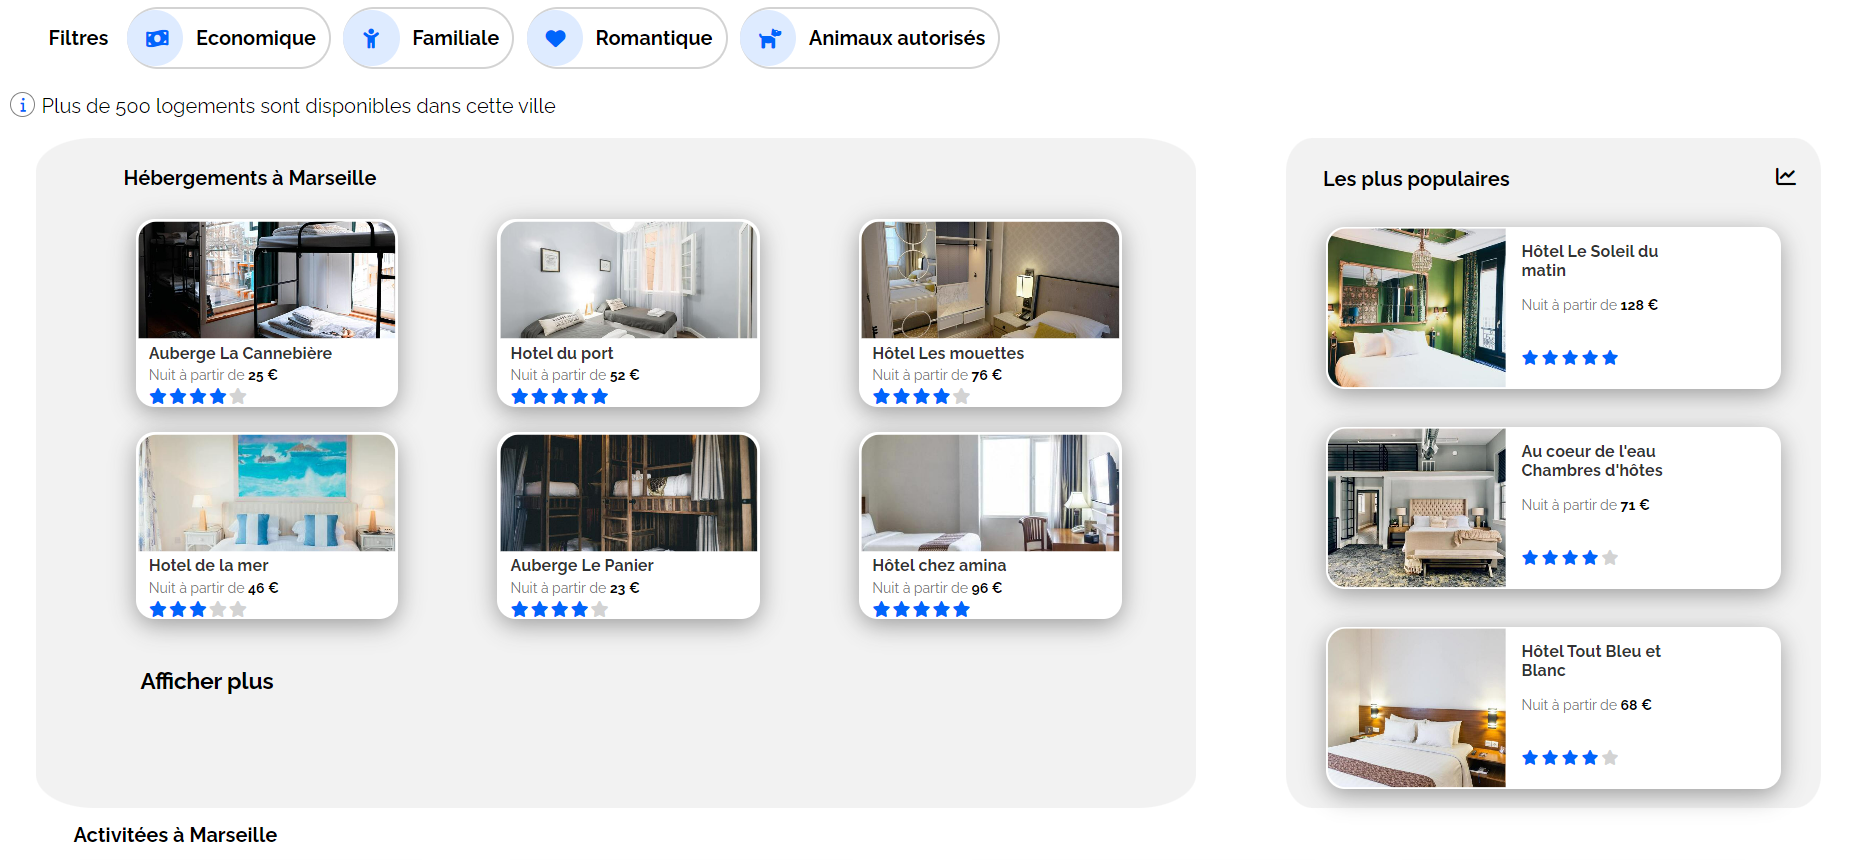 Filtres
Economique
Familiale
Romantique
Animaux autorisés
Plus de 500 logements sont disponibles dans cette ville
Hébergements à Marseille
Auberge La Cannebière
Nuit à partir de 25 €
Hotel du port
Nuit à partir de 52 €
Hôtel Les mouettes
Nuit à partir de 76 €
Hotel de la mer
Nuit à partir de 46 €
Auberge Le Panier
Nuit à partir de 23 €
Hôtel chez amina
Nuit à partir de 96 €
Afficher plus
Les plus populaires
Hôtel Le Soleil du
matin
Nuit à partir de 128 €
Au coeur de l'eau
Chambres d'hôtes
Nuit à partir de 71 €
Hôtel Tout Bleu et
Blanc
Nuit à partir de 68 €
Activitées à Marseille